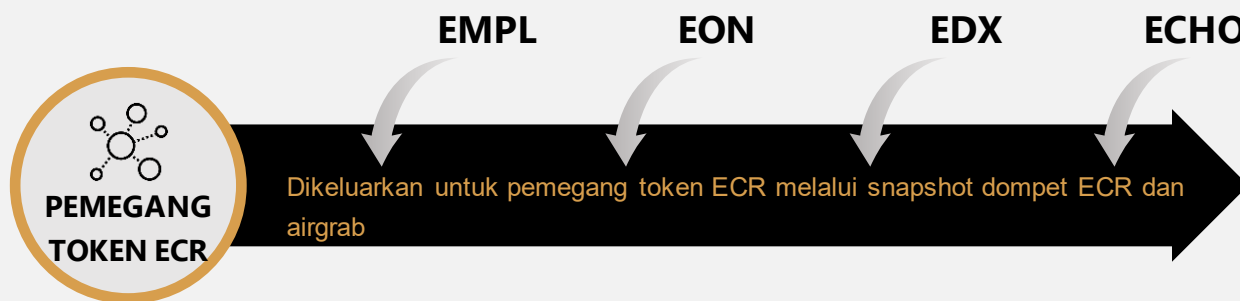 EMPL EON EDX ECHO
PEMEGANG
TOKEN ECR
Dikeluarkan untuk pemegang token ECR melalui snapshot dompet ECR dan
airgrab